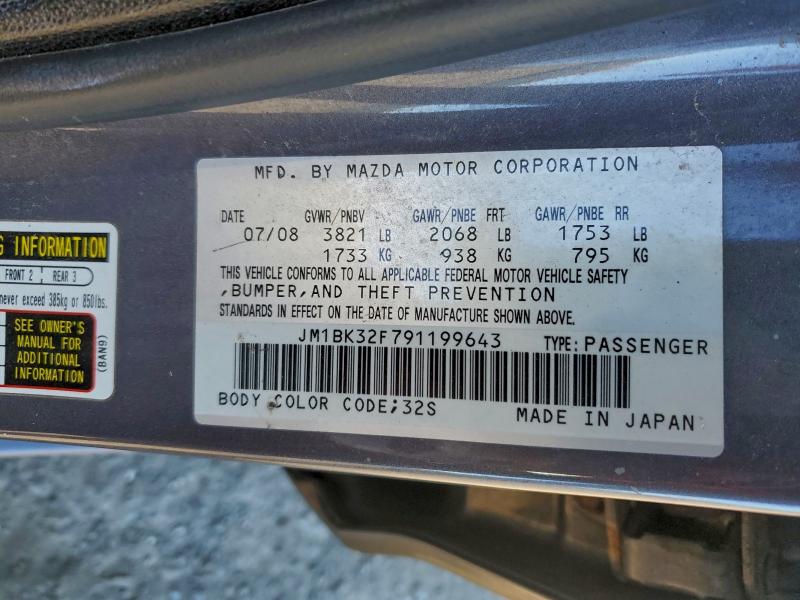 MFD. BY MAZDA MOTOR CORPORATION
DATE GVWR/PNBV GAWR/PNBE FRT GAWR/PNBE RR
07/08 3821 LB 2068 LB 1753 LB
1733 KG 938 KG 795 KG
THIS VEHICLE CONFORMS TO ALL APPLICABLE FEDERAL MOTOR VEHICLE SAFETY
,BUMPER,AND THEFT PREVENTION
STANDARDS IN EFFECT ON THE DATE OF MANUFACTURE SHOWN ABOVE.
JM1BK32F791199643 TYPE:PASSENGER
BODY COLOR CODE;32S MADE IN JAPAN
G INFORMATION
FRONT 2 REAR 3
never exceed 385kg or 850lbs.
SEE OWNER'S
MANUAL FOR
ADDITIONAL
INFORMATION
(BAN9)